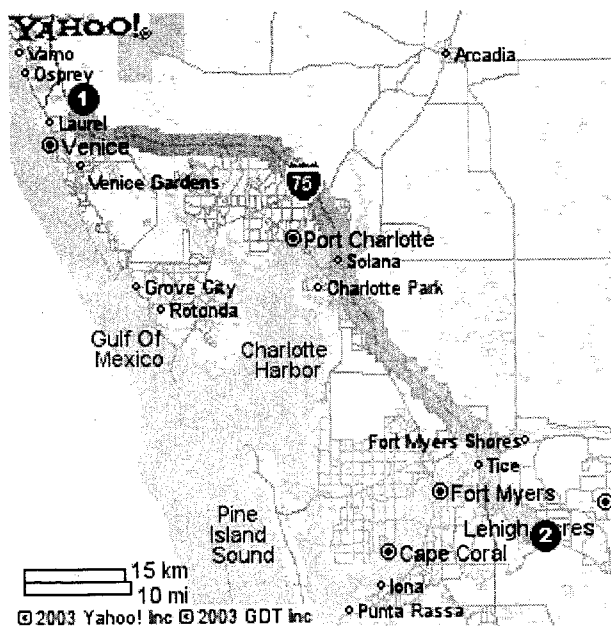 YAHOO!
Vamo
Osprey
Arcadia
1
Laurel
Venice
Venice Gardens
75
Port Charlotte
Solana
Grove City
Charlotte Park
Rotonda
Gulf Of
Mexico
Charlotte
Harbor
Fort Myers Shores
Tice
Fort Myers
Pine
Island
Sound
Lehigh
2
Cape Coral
15 km
10 mi
Iona
Punta Rassa
© 2003 Yahoo! Inc © 2003 GDT inc